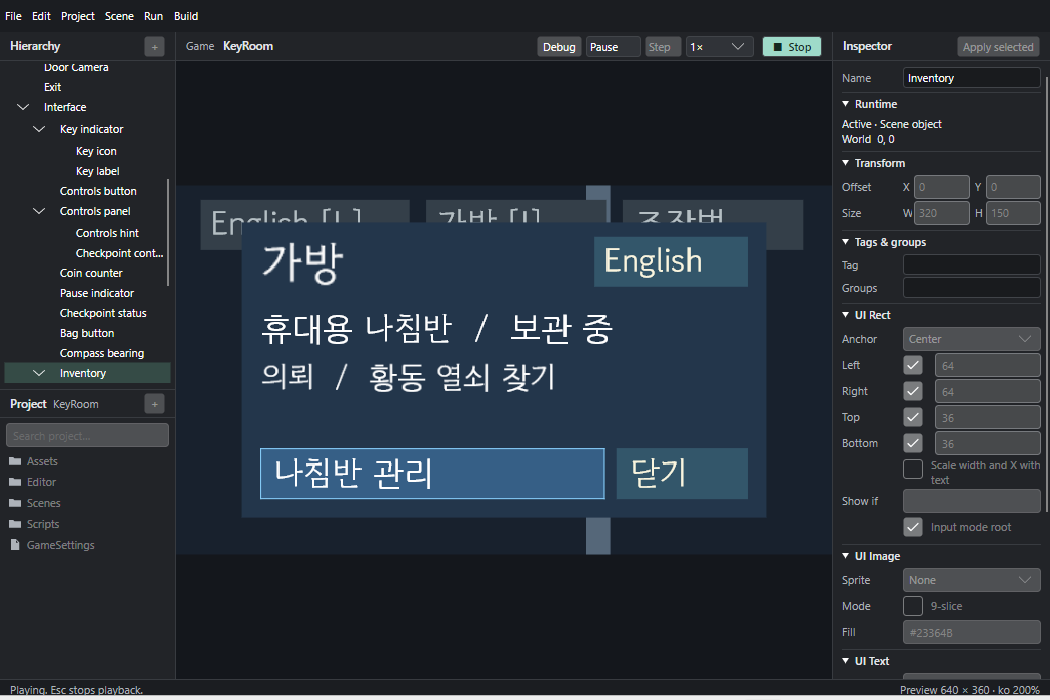 File Edit Project Scene Run Build
Hierarchy +
Game KeyRoom
Debug Pause Step 1× Stop
Inspector Apply selected
Door Camera
Exit
Interface
Key indicator
Key icon
Key label
Controls button
Controls panel
Controls hint
Checkpoint cont...
Coin counter
Pause indicator
Checkpoint status
Bag button
Compass bearing
Inventory
Project KeyRoom +
Search project...
Assets
Editor
Scenes
Scripts
GameSettings
English [L] 가방 [I] 조작법
가방 English
휴대용 나침반 / 보관 중
의뢰 / 황동 열쇠 찾기
나침반 관리 닫기
Name Inventory
Runtime
Active · Scene object
World 0, 0
Transform
Offset X 0 Y 0
Size W 320 H 150
Tags & groups
Tag
Groups
UI Rect
Anchor Center
Left 64
Right 64
Top 36
Bottom 36
Scale width and X with
text
Show if
Input mode root
UI Image
Sprite None
Mode 9-slice
Fill #23364B
UI Text
Playing. Esc stops playback.
Preview 640 × 360 · ko 200%